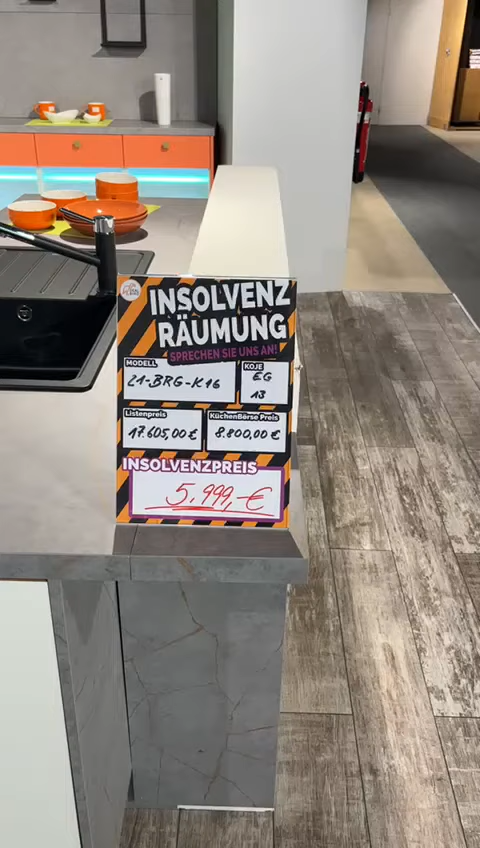 INSOLVENZ
RÄUMUNG
SPRECHEN SIE UNS AN!
MODELL KOJE
L1-BRG-K16 EG
13
Listenpreis KüchenBörse Preis
17.605,00 € 8.800,00 €
INSOLVENZPREIS
5.999,-€